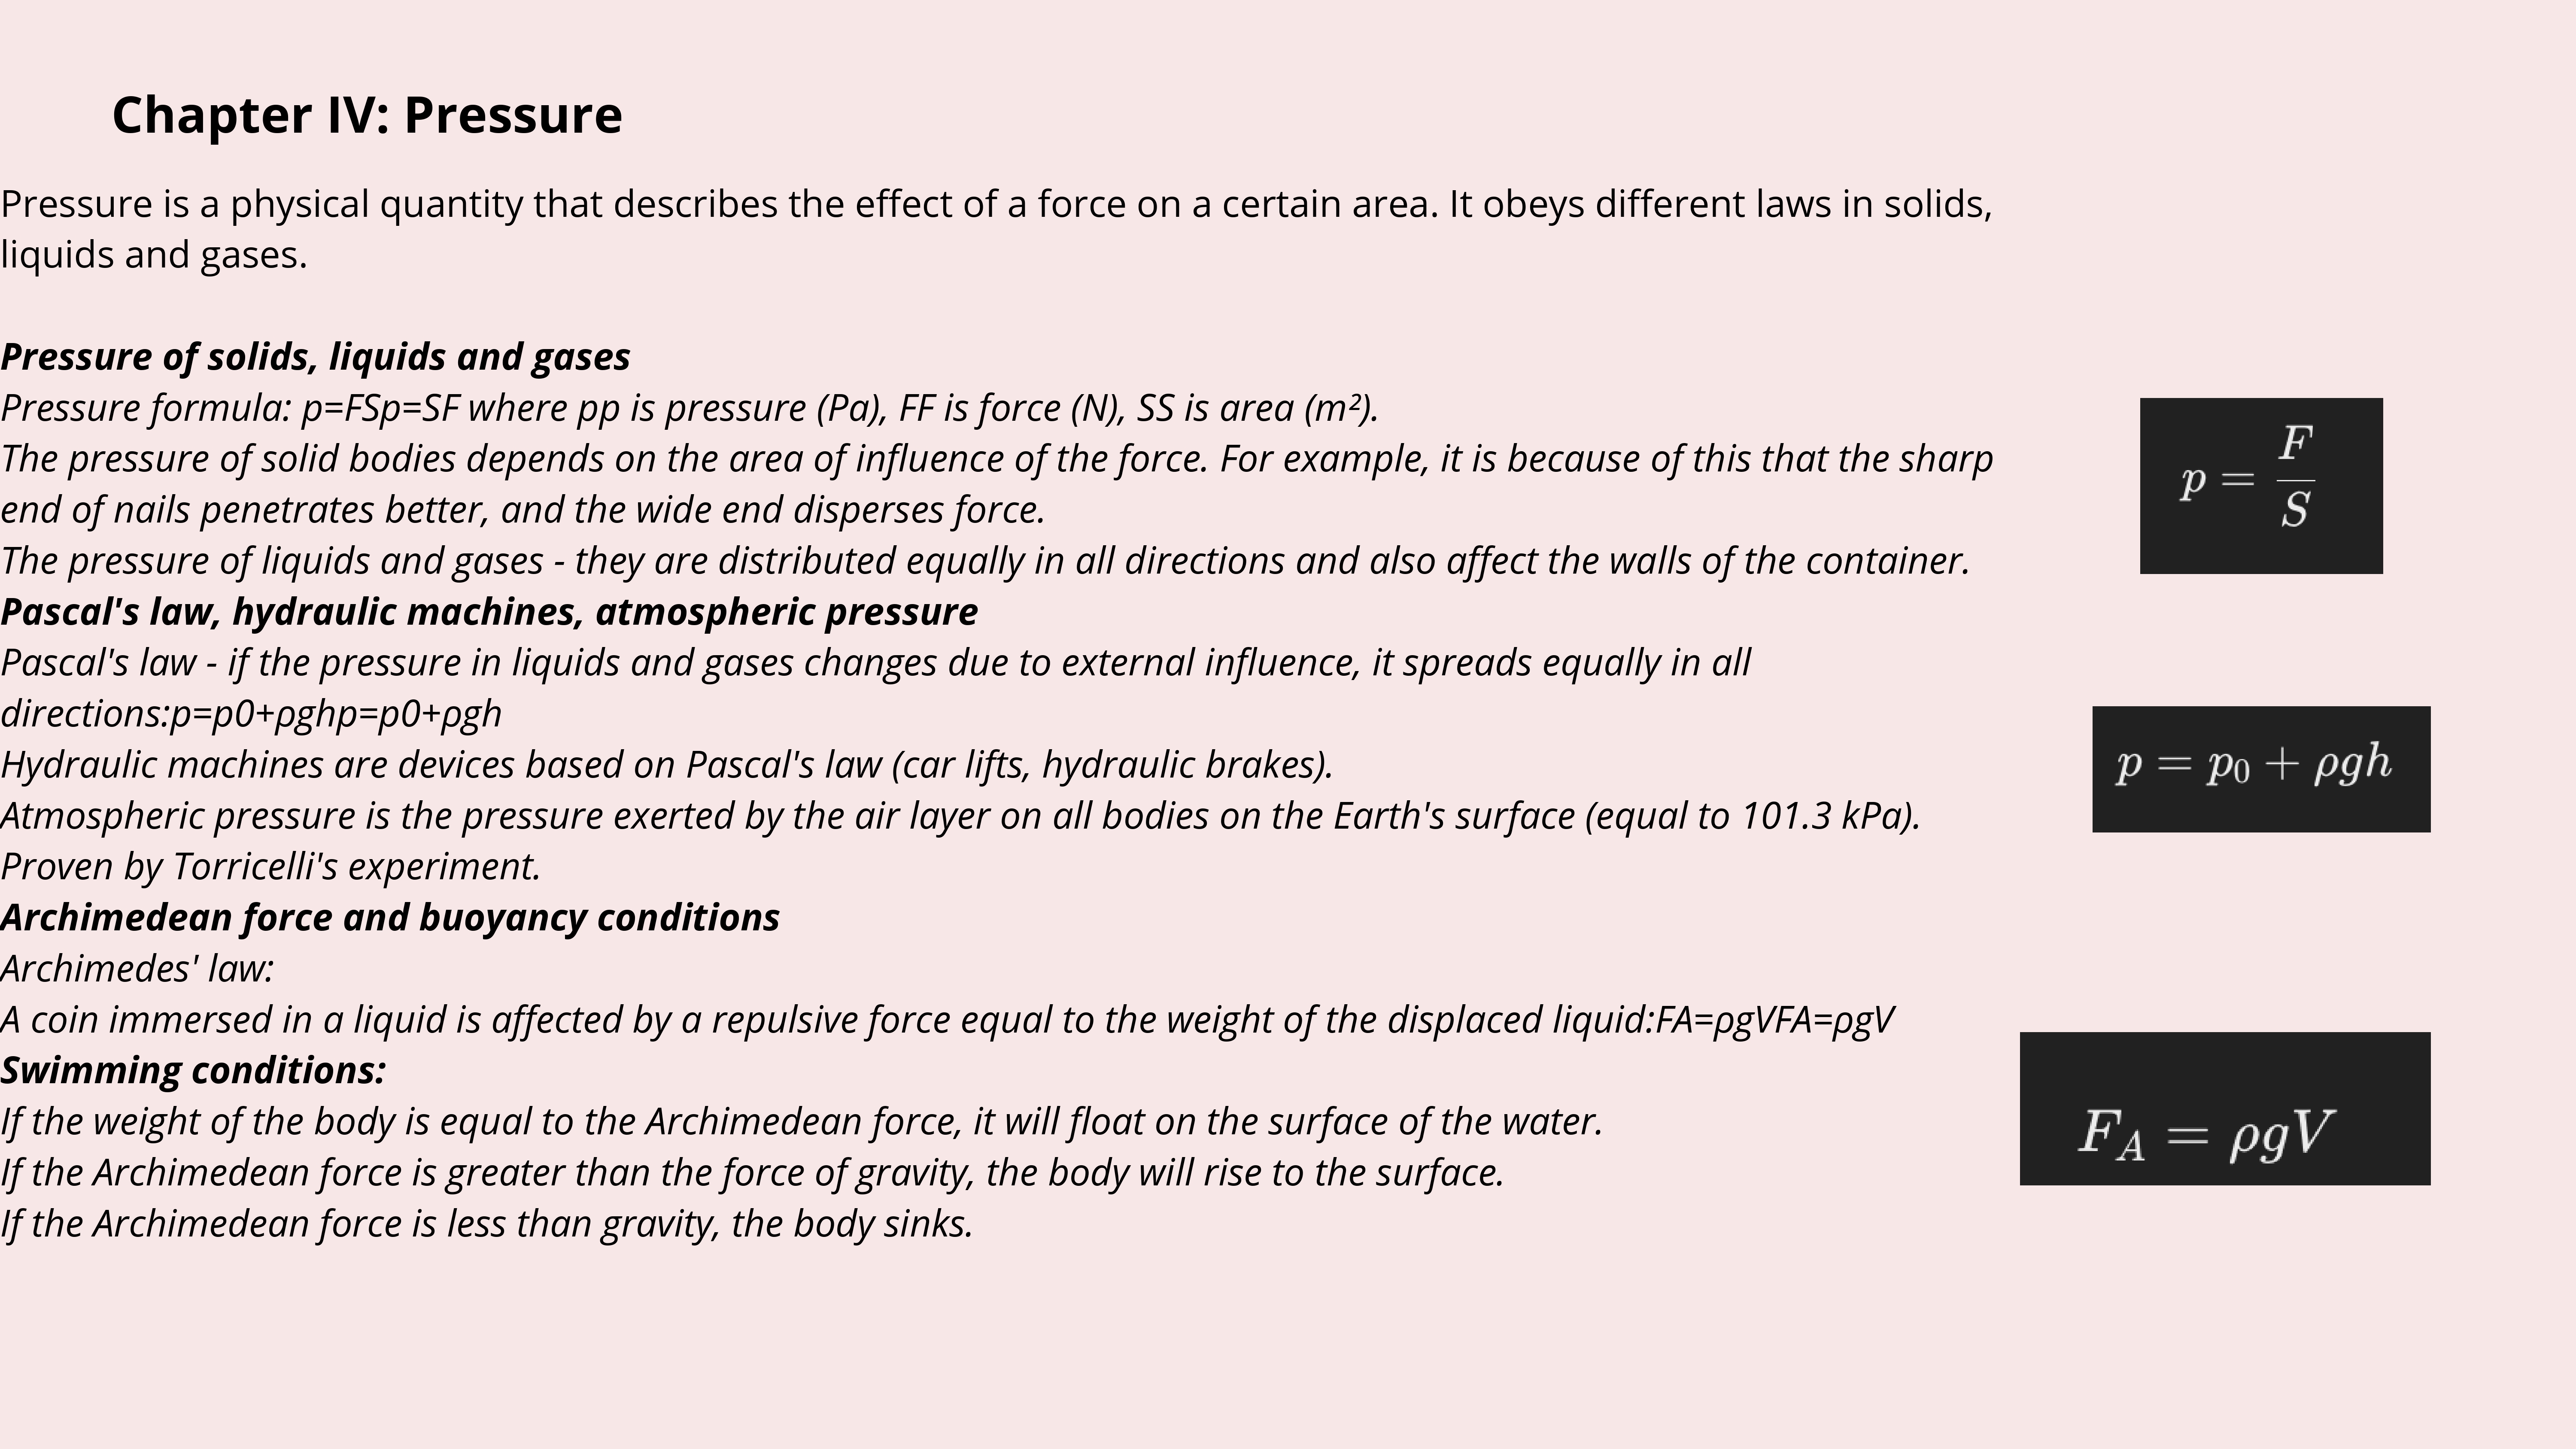 Chapter IV: Pressure
Pressure is a physical quantity that describes the effect of a force on a certain area. It obeys different laws in solids,
liquids and gases.
Pressure of solids, liquids and gases
Pressure formula: p=FSp=SF where pp is pressure (Pa), FF is force (N), SS is area (m²).
The pressure of solid bodies depends on the area of influence of the force. For example, it is because of this that the sharp
end of nails penetrates better, and the wide end disperses force.
The pressure of liquids and gases - they are distributed equally in all directions and also affect the walls of the container.
Pascal's law, hydraulic machines, atmospheric pressure
Pascal's law - if the pressure in liquids and gases changes due to external influence, it spreads equally in all
directions:p=p0+ρghp=p0+ρgh
Hydraulic machines are devices based on Pascal's law (car lifts, hydraulic brakes).
Atmospheric pressure is the pressure exerted by the air layer on all bodies on the Earth's surface (equal to 101.3 kPa).
Proven by Torricelli's experiment.
Archimedean force and buoyancy conditions
Archimedes' law:
A coin immersed in a liquid is affected by a repulsive force equal to the weight of the displaced liquid:FA=ρgVFA=ρgV
Swimming conditions:
If the weight of the body is equal to the Archimedean force, it will float on the surface of the water.
If the Archimedean force is greater than the force of gravity, the body will rise to the surface.
If the Archimedean force is less than gravity, the body sinks.
p = F/S
p = p₀ + ρgh
F_A = ρgV